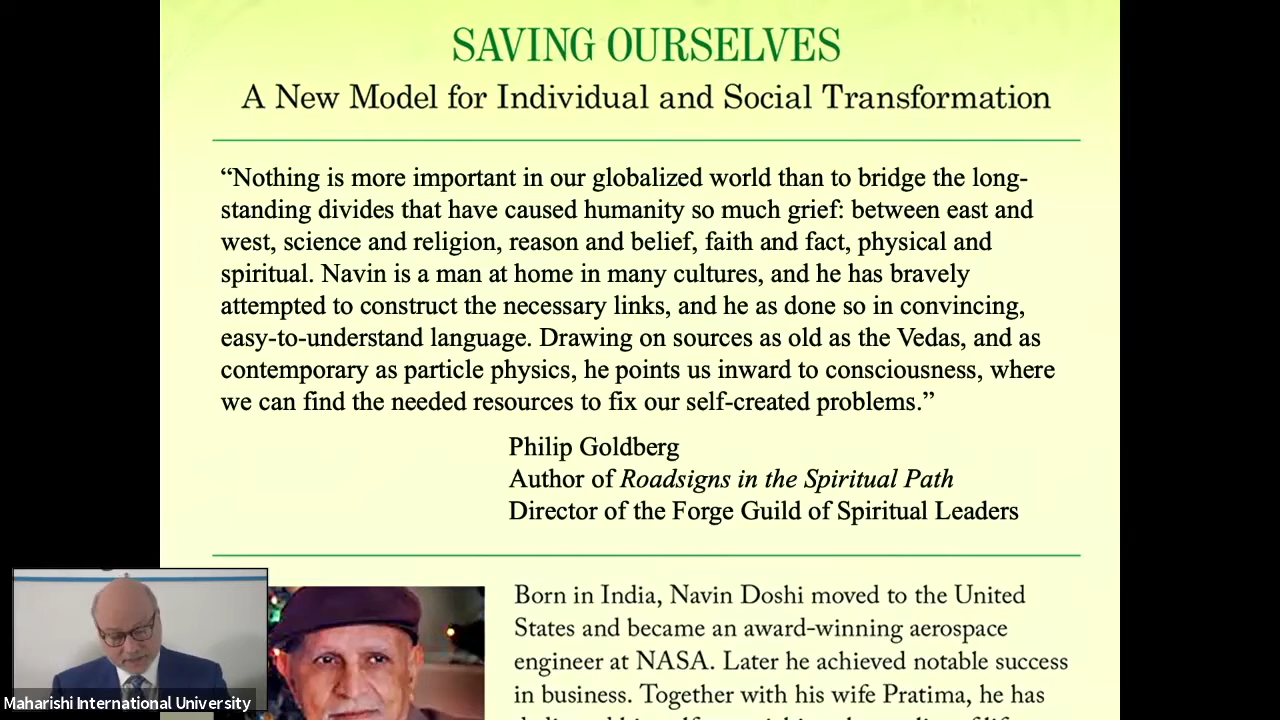 SAVING OURSELVES
A New Model for Individual and Social Transformation
“Nothing is more important in our globalized world than to bridge the long-
standing divides that have caused humanity so much grief: between east and
west, science and religion, reason and belief, faith and fact, physical and
spiritual. Navin is a man at home in many cultures, and he has bravely
attempted to construct the necessary links, and he as done so in convincing,
easy-to-understand language. Drawing on sources as old as the Vedas, and as
contemporary as particle physics, he points us inward to consciousness, where
we can find the needed resources to fix our self-created problems.”
Philip Goldberg
Author of Roadsigns in the Spiritual Path
Director of the Forge Guild of Spiritual Leaders
Born in India, Navin Doshi moved to the United
States and became an award-winning aerospace
engineer at NASA. Later he achieved notable success
in business. Together with his wife Pratima, he has
Maharishi International University